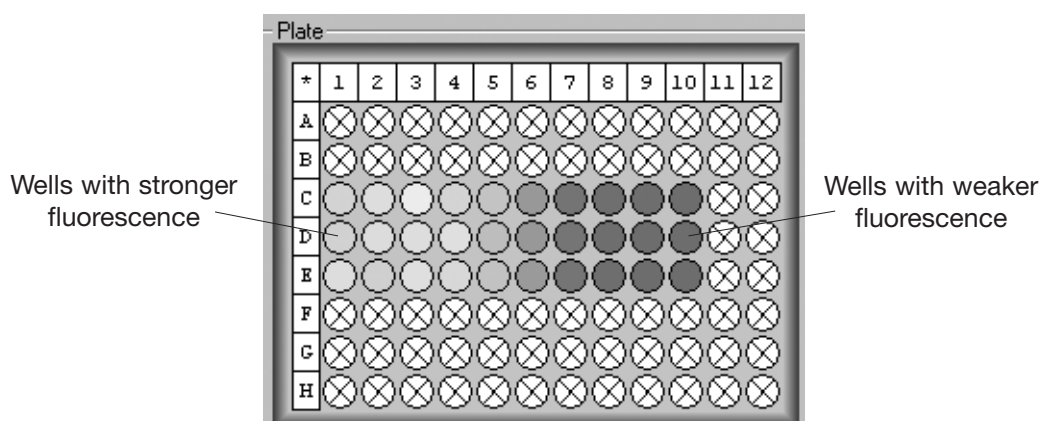 Plate
* 1 2 3 4 5 6 7 8 9 10 11 12
A
B
Wells with stronger
fluorescence
C
Wells with weaker
fluorescence
D
E
F
G
H